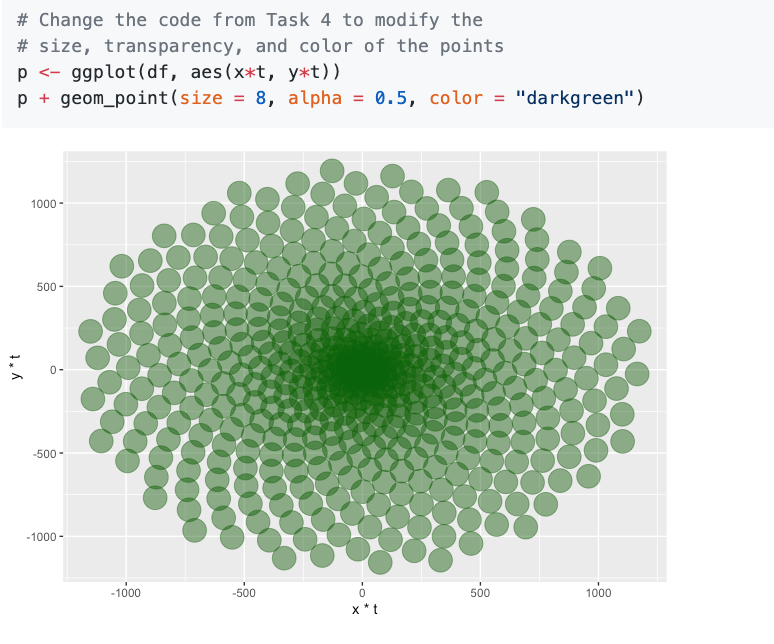 # Change the code from Task 4 to modify the
# size, transparency, and color of the points
p <- ggplot(df, aes(x*t, y*t))
p + geom_point(size = 8, alpha = 0.5, color = "darkgreen")
1000
500
0
-500
-1000
y * t
-1000 -500 0 500 1000
x * t